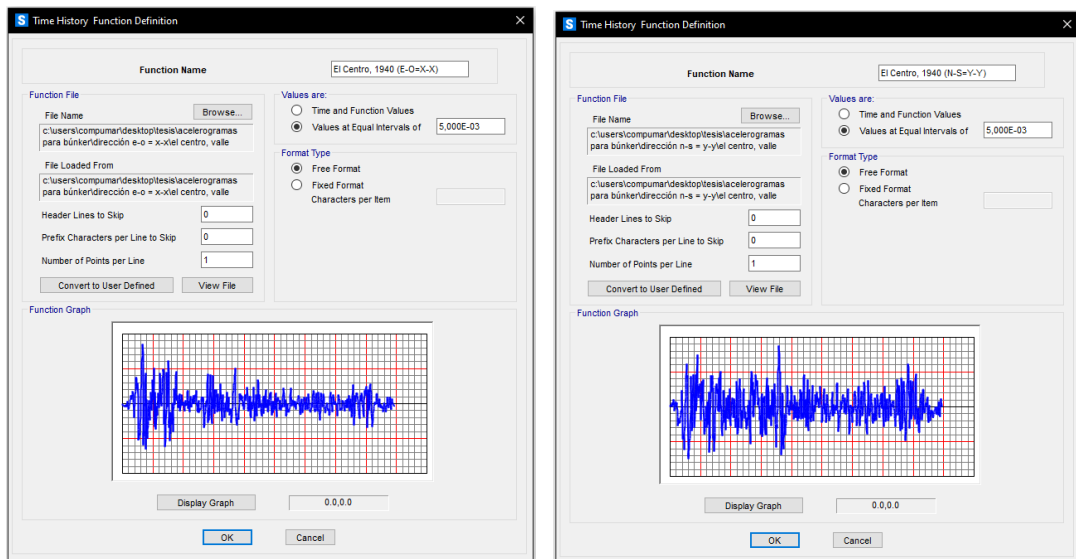 Time History Function Definition
Function Name
El Centro, 1940 (E-O=X-X)
Function File
File Name
Browse...
c:\users\compumar\desktop\tesis\acelerogramas
para búnker\dirección e-o = x-x\el centro, valle
File Loaded From
c:\users\compumar\desktop\tesis\acelerogramas
para búnker\dirección e-o = x-x\el centro, valle
Header Lines to Skip
0
Prefix Characters per Line to Skip
0
Number of Points per Line
1
Convert to User Defined
View File
Values are:
Time and Function Values
Values at Equal Intervals of
5,000E-03
Format Type
Free Format
Fixed Format
Characters per Item
Function Graph
Display Graph
0.0,0.0
OK
Cancel
Time History Function Definition
Function Name
El Centro, 1940 (N-S=Y-Y)
Function File
File Name
Browse...
c:\users\compumar\desktop\tesis\acelerogramas
para búnker\dirección n-s = y-y\el centro, valle
File Loaded From
c:\users\compumar\desktop\tesis\acelerogramas
para búnker\dirección n-s = y-y\el centro, valle
Header Lines to Skip
0
Prefix Characters per Line to Skip
0
Number of Points per Line
1
Convert to User Defined
View File
Values are:
Time and Function Values
Values at Equal Intervals of
5,000E-03
Format Type
Free Format
Fixed Format
Characters per Item
Function Graph
Display Graph
0.0,0.0
OK
Cancel